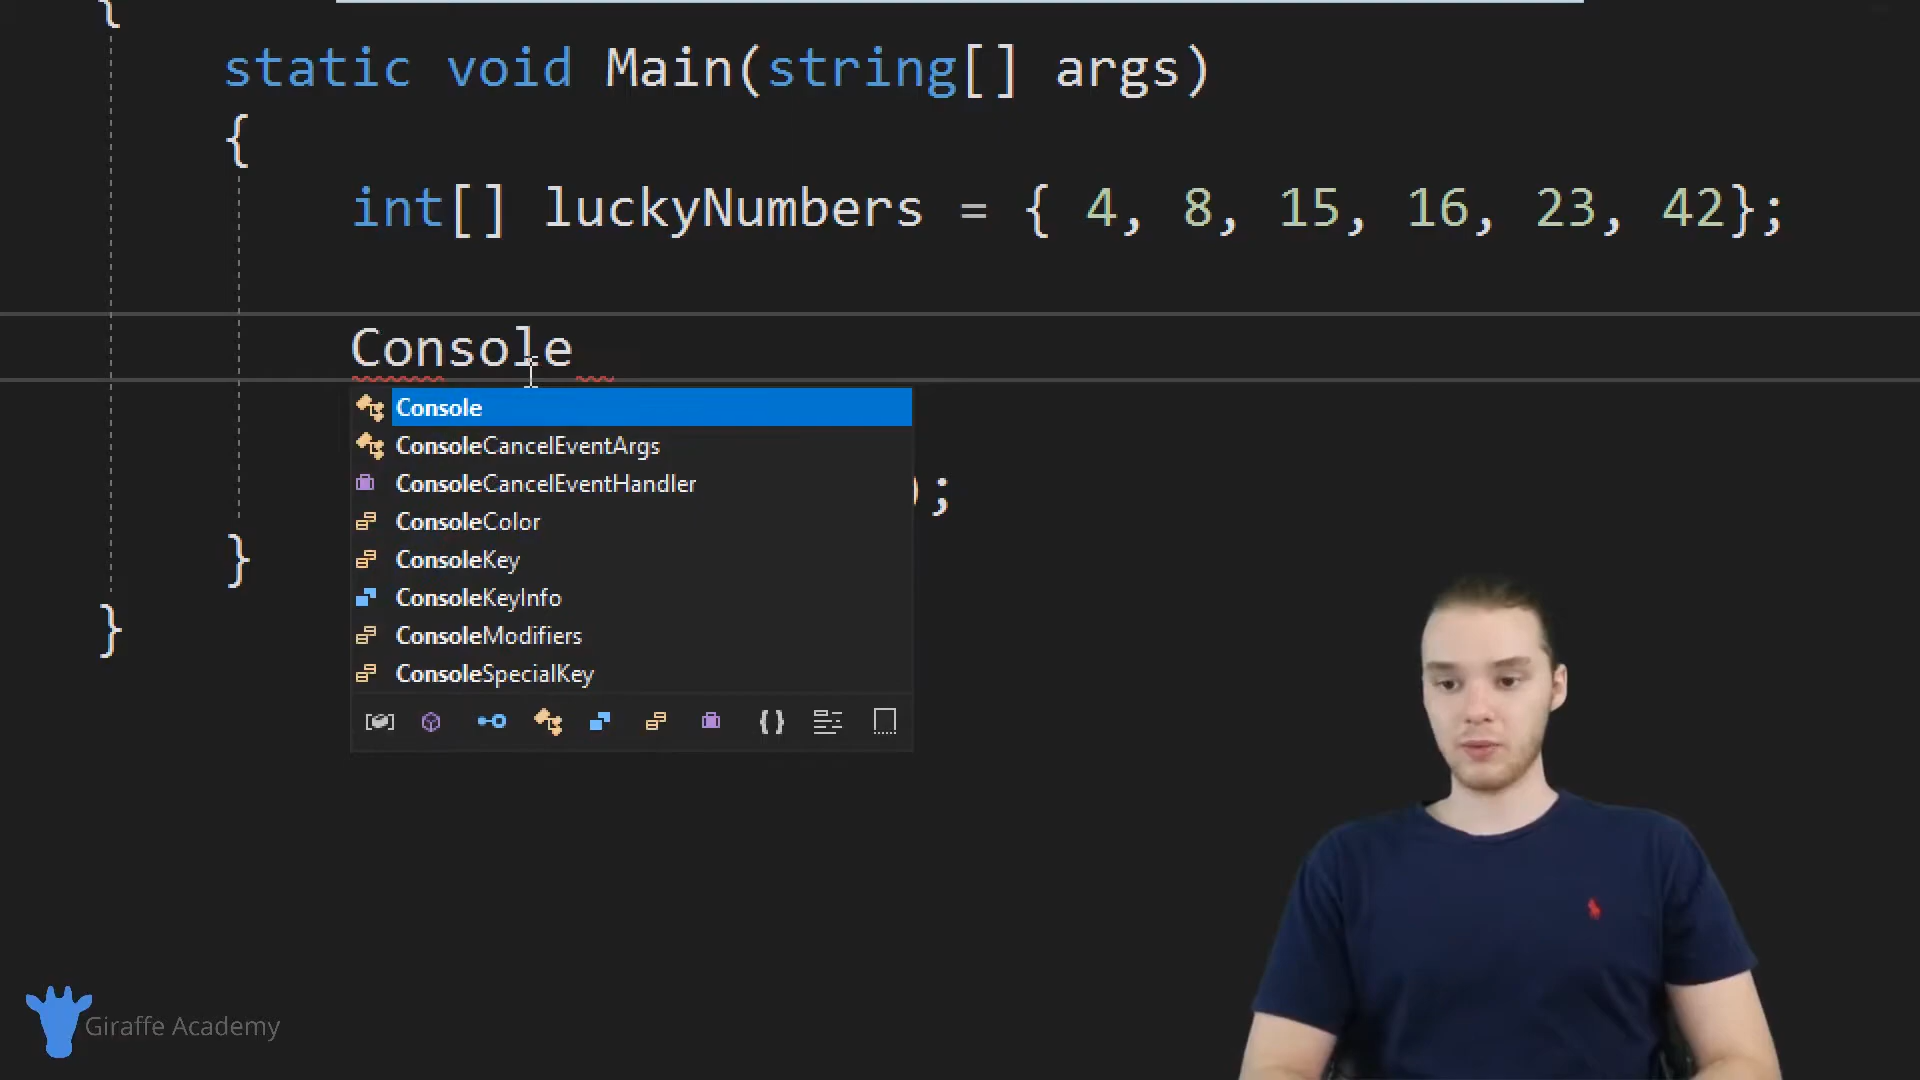 {
static void Main(string[] args)
{
int[] luckyNumbers = { 4, 8, 15, 16, 23, 42};
Console
Console
ConsoleCancelEventArgs
ConsoleCancelEventHandler
ConsoleColor
ConsoleKey
ConsoleKeyInfo
ConsoleModifiers
ConsoleSpecialKey
);
}
}
Giraffe Academy